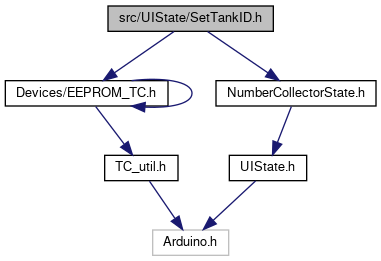 src/UIState/SetTankID.h
Devices/EEPROM_TC.h
NumberCollectorState.h
TC_util.h
UIState.h
Arduino.h